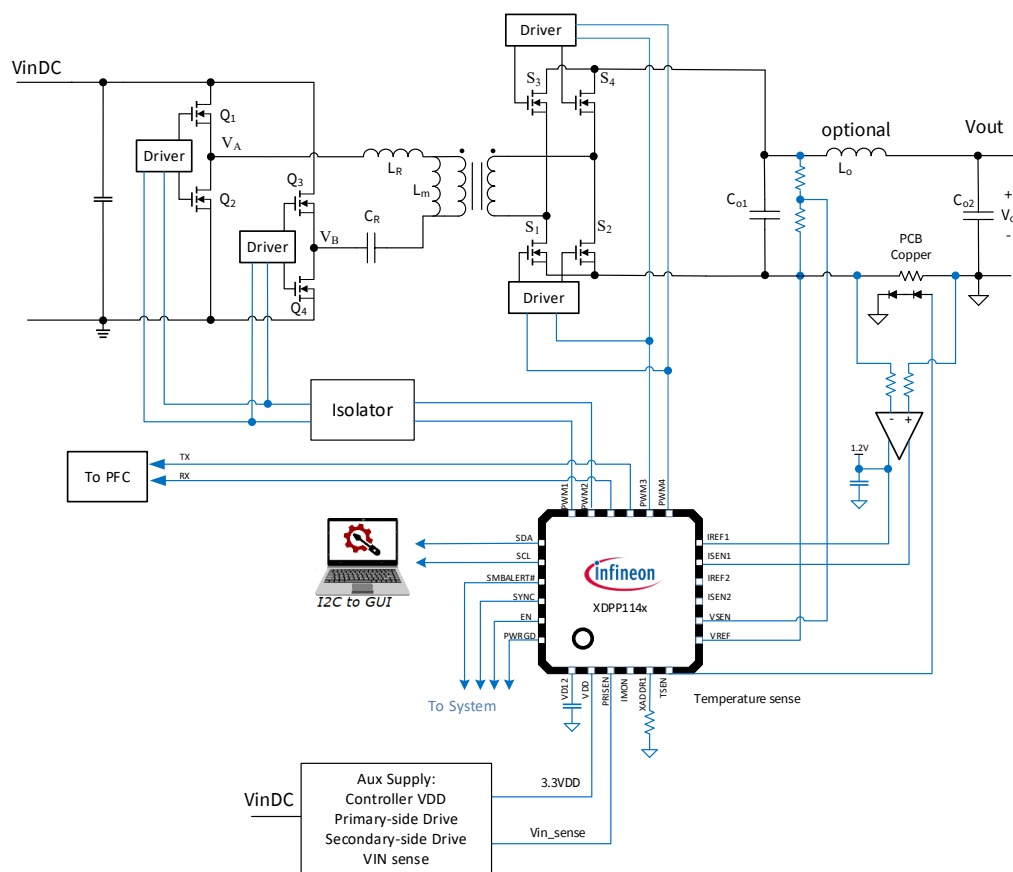 Driver
VinDC
S3
S4
Q1
VA
Driver
Q2
LR
Lm
Q3
VB
CR
Driver
Q4
S1
S2
Driver
optional
Vout
Lo
Co1
Co2
+
Vo
-
PCB
Copper
- +
1.2V
Isolator
To PFC
TX
RX
PWM1
PWM2
PWM3
PWM4
SDA
SCL
SMBALERT#
SYNC
EN
PWRGD
I2C to GUI
infineon
XDPP114x
IREF1
ISEN1
IREF2
ISEN2
VSEN
VREF
VD12
VDD
PRISEN
IMON
XADDR1
TSEN
To System
Temperature sense
VinDC
Aux Supply:
Controller VDD
Primary-side Drive
Secondary-side Drive
VIN sense
3.3VDD
Vin_sense